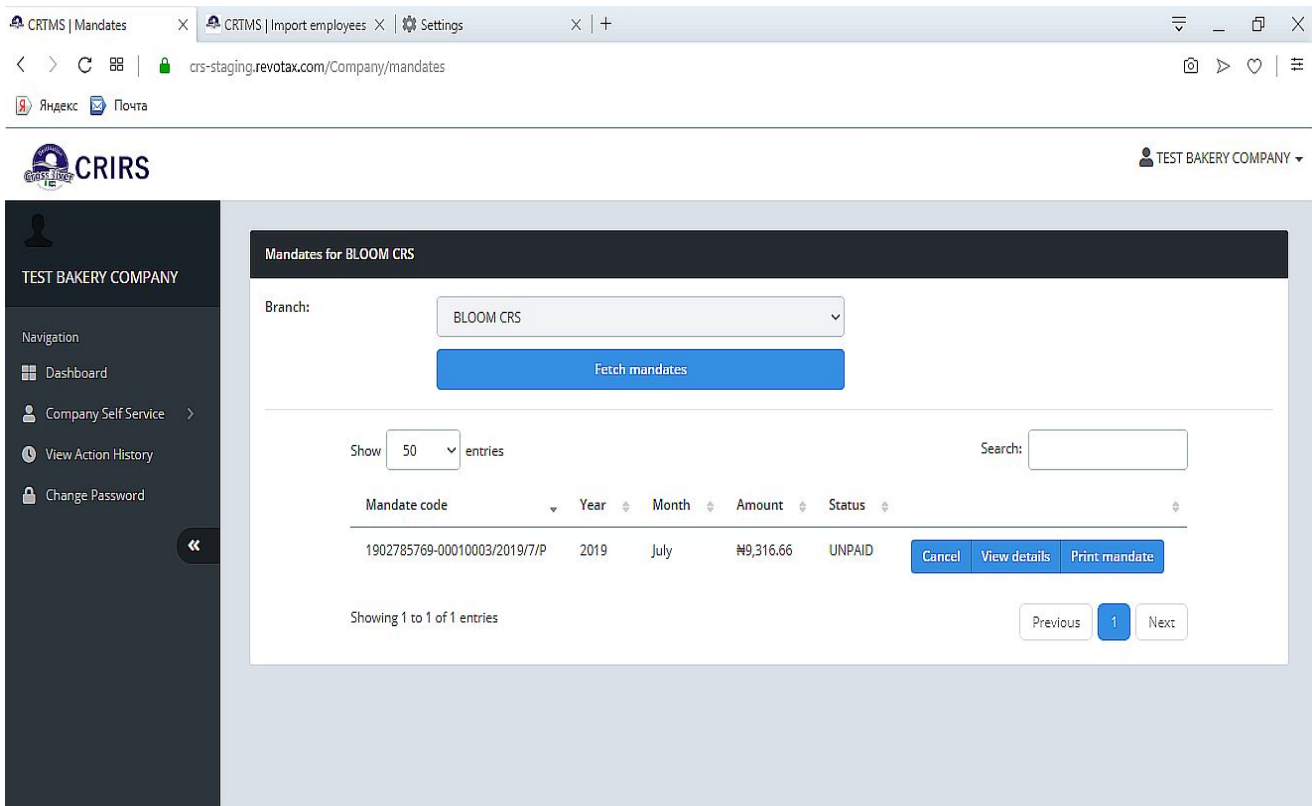 CRTMS | Mandates
CRTMS | Import employees
Settings
crs-staging.revotax.com/Company/mandates
Я Яндекс Почта
CRIRS
TEST BAKERY COMPANY
TEST BAKERY COMPANY
Navigation
Dashboard
Company Self Service
View Action History
Change Password
Mandates for BLOOM CRS
Branch: BLOOM CRS
Fetch mandates
Show 50 entries Search:
Mandate code Year Month Amount Status
1902785769-00010003/2019/7/P 2019 July ₦9,316.66 UNPAID Cancel View details Print mandate
Showing 1 to 1 of 1 entries Previous 1 Next